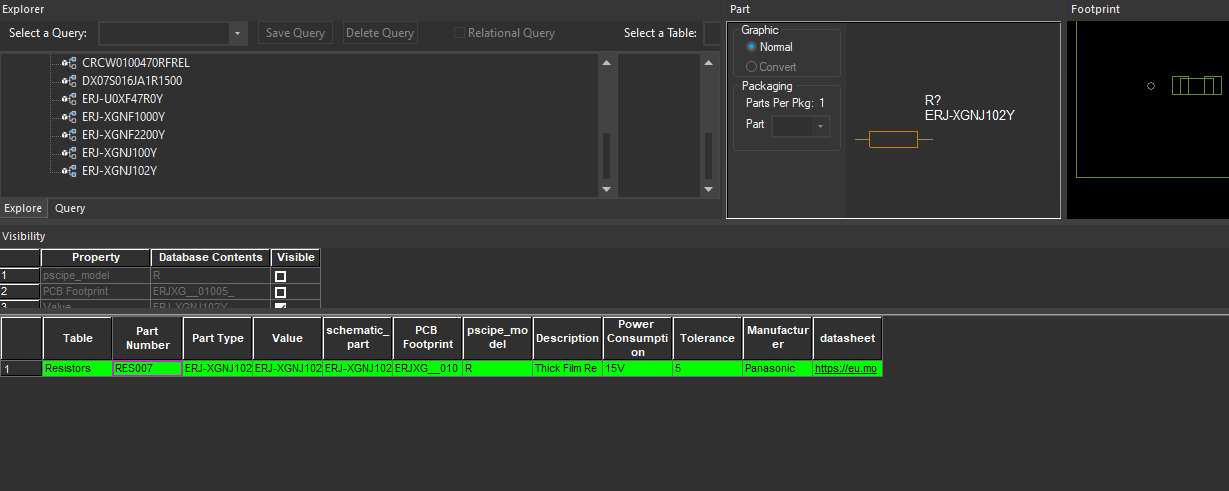 Explorer
Select a Query:
Save Query
Delete Query
Relational Query
Select a Table:
CRCW0100470RFREL
DX07S016JA1R1500
ERJ-U0XF47R0Y
ERJ-XGNF1000Y
ERJ-XGNF2200Y
ERJ-XGNJ100Y
ERJ-XGNJ102Y
Explore Query
Part
Graphic
Normal
Convert
Packaging
Parts Per Pkg: 1
Part
R?
ERJ-XGNJ102Y
Footprint
Visibility
Property Database Contents Visible
1 pscipe_model R
2 PCB Footprint ERJXG__01005_
3 Value ERJ-XGNJ102Y
Table Part Number Part Type Value schematic_part PCB Footprint pscipe_model Description Power Consumption Tolerance Manufacturer datasheet
1 Resistors RES007 ERJ-XGNJ102 ERJ-XGNJ102 ERJ-XGNJ102 ERJXG__010 R Thick Film Re 15V 5 Panasonic https://eu.mo